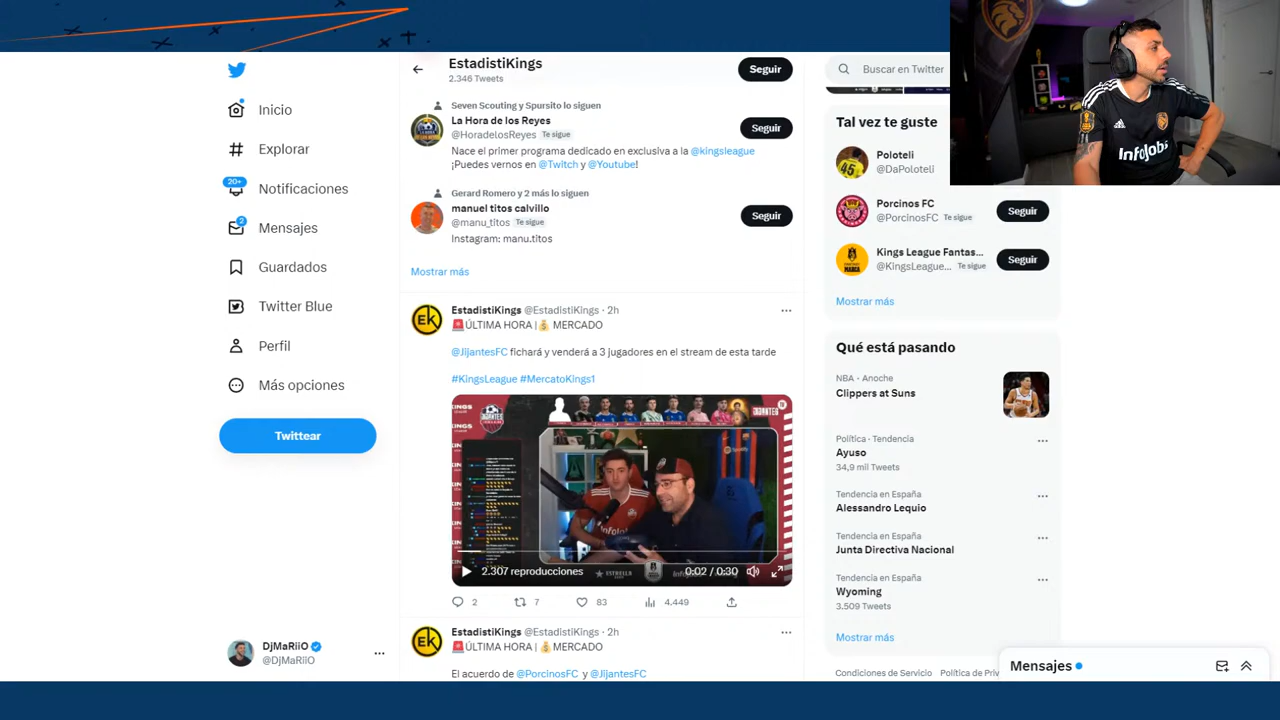 Inicio
Explorar
20+
Notificaciones
2
Mensajes
Guardados
Twitter Blue
Perfil
Más opciones
Twittear
DjMaRiiO
@DjMaRiiO
EstadistiKings
2.346 Tweets
Seguir
Seven Scouting y Spursito lo siguen
La Hora de los Reyes
@HoradelosReyes Te sigue
Seguir
Nace el primer programa dedicado en exclusiva a la @kingsleague
¡Puedes vernos en @Twitch y @Youtube!
Gerard Romero y 2 más lo siguen
manuel titos calvillo
@manu_titos Te sigue
Seguir
Instagram: manu.titos
Mostrar más
EK
EstadistiKings @EstadistiKings · 2h
ÚLTIMA HORA | MERCADO
@JijantesFC fichará y venderá a 3 jugadores en el stream de esta tarde
#KingsLeague #MercatoKings1
InfoJobs
2.307 reproducciones
0:02 / 0:30
ESTRELLA
2
7
83
4.449
EK
EstadistiKings @EstadistiKings · 2h
ÚLTIMA HORA | MERCADO
El acuerdo de @PorcinosFC y @JijantesFC
Buscar en Twitter
Tal vez te guste
45
Poloteli
@DaPoloteli
Porcinos FC
@PorcinosFC Te sigue
Seguir
Kings League Fantas...
@KingsLeague... Te sigue
Seguir
Mostrar más
Qué está pasando
NBA · Anoche
Clippers at Suns
Política · Tendencia
Ayuso
34,9 mil Tweets
Tendencia en España
Alessandro Lequio
Tendencia en España
Junta Directiva Nacional
Tendencia en España
Wyoming
3.509 Tweets
Mostrar más
Condiciones de Servicio Política de Priv
Mensajes
InfoJobs